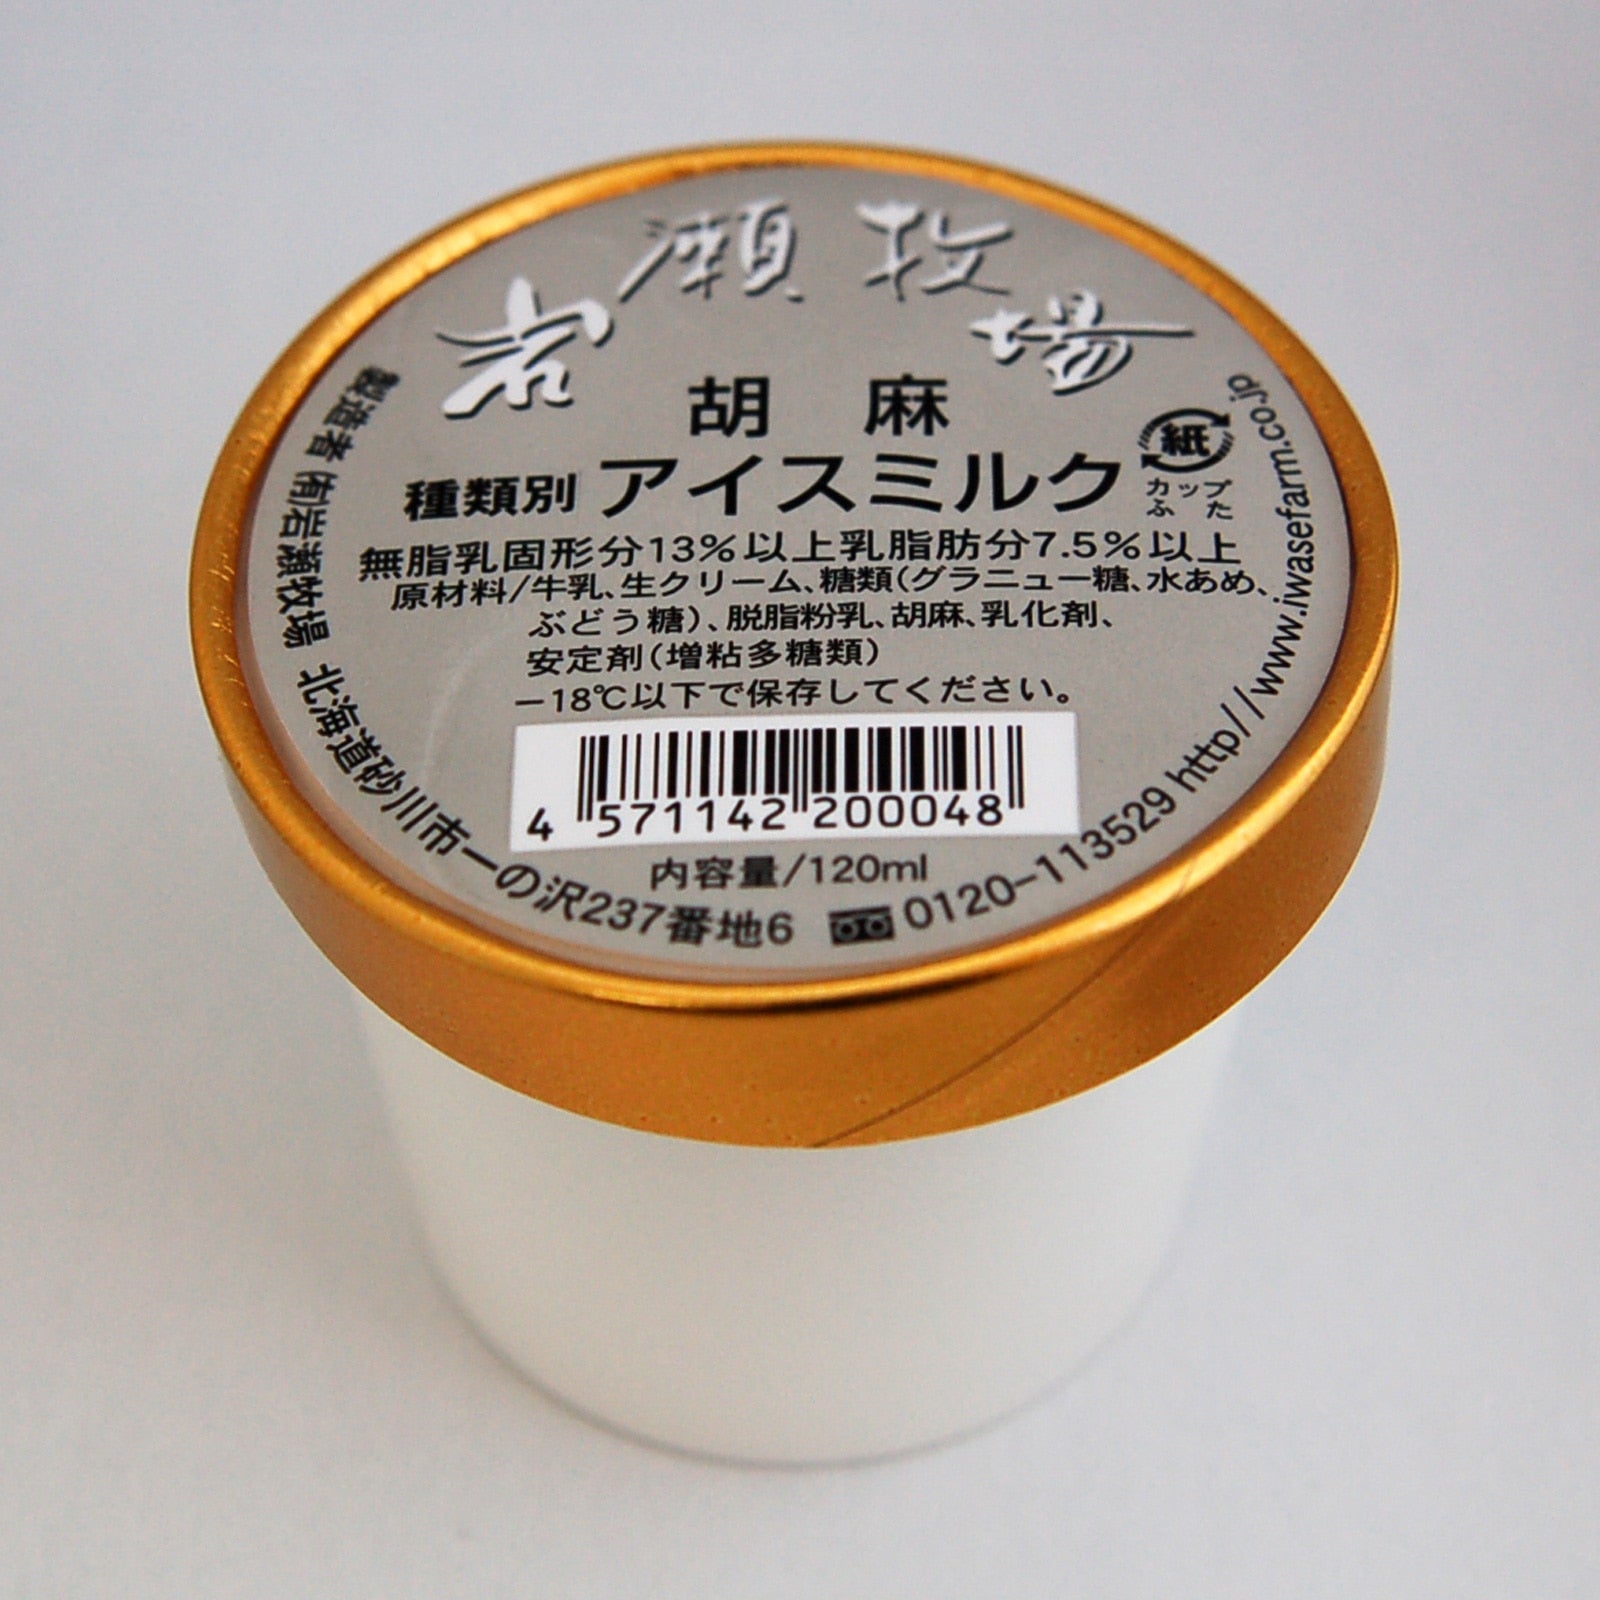 岩瀬牧場
胡麻
種類別 アイスミルク
紙
カップ
ふた
無脂乳固形分13%以上乳脂肪分7.5%以上
原材料/牛乳、生クリーム、糖類(グラニュー糖、水あめ、
ぶどう糖)、脱脂粉乳、胡麻、乳化剤、
安定剤(増粘多糖類)
−18℃以下で保存してください。
4 571142 200048
内容量/120ml
製造者 ㈲岩瀬牧場 北海道砂川市一の沢237番地6 0120-113529 http//www.iwasefarm.co.jp